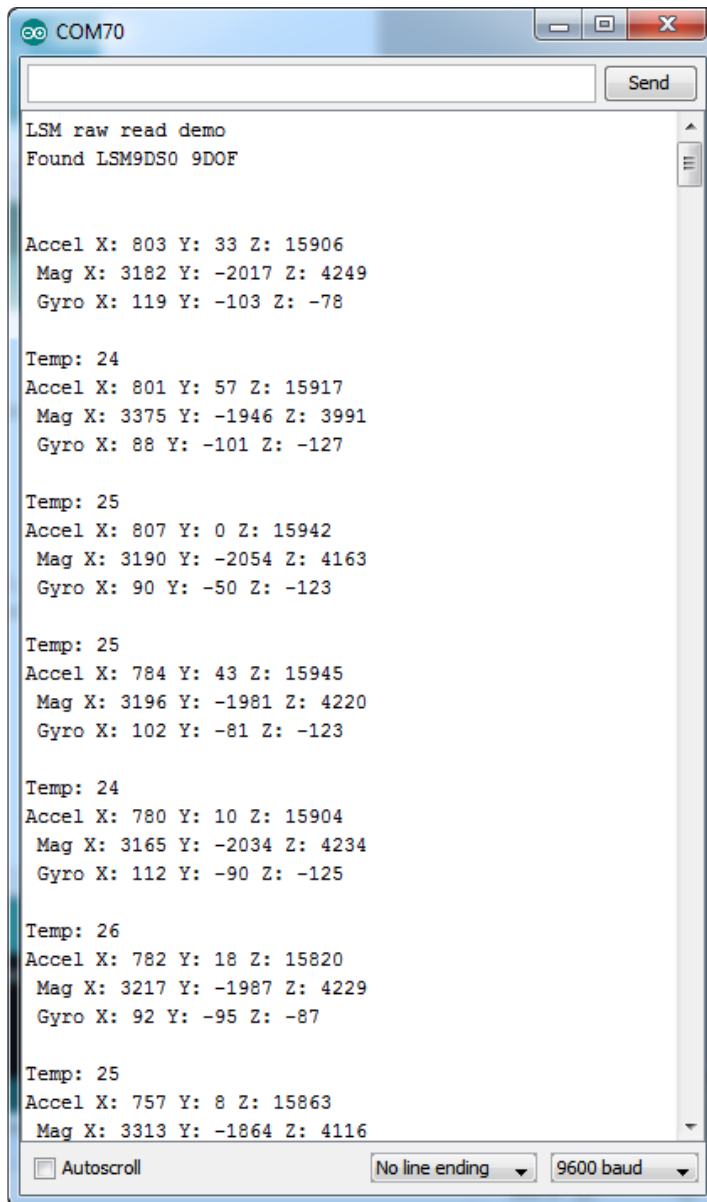 COM70
Send
LSM raw read demo
Found LSM9DS0 9DOF
Accel X: 803 Y: 33 Z: 15906
Mag X: 3182 Y: -2017 Z: 4249
Gyro X: 119 Y: -103 Z: -78
Temp: 24
Accel X: 801 Y: 57 Z: 15917
Mag X: 3375 Y: -1946 Z: 3991
Gyro X: 88 Y: -101 Z: -127
Temp: 25
Accel X: 807 Y: 0 Z: 15942
Mag X: 3190 Y: -2054 Z: 4163
Gyro X: 90 Y: -50 Z: -123
Temp: 25
Accel X: 784 Y: 43 Z: 15945
Mag X: 3196 Y: -1981 Z: 4220
Gyro X: 102 Y: -81 Z: -123
Temp: 24
Accel X: 780 Y: 10 Z: 15904
Mag X: 3165 Y: -2034 Z: 4234
Gyro X: 112 Y: -90 Z: -125
Temp: 26
Accel X: 782 Y: 18 Z: 15820
Mag X: 3217 Y: -1987 Z: 4229
Gyro X: 92 Y: -95 Z: -87
Temp: 25
Accel X: 757 Y: 8 Z: 15863
Mag X: 3313 Y: -1864 Z: 4116
Autoscroll No line ending 9600 baud